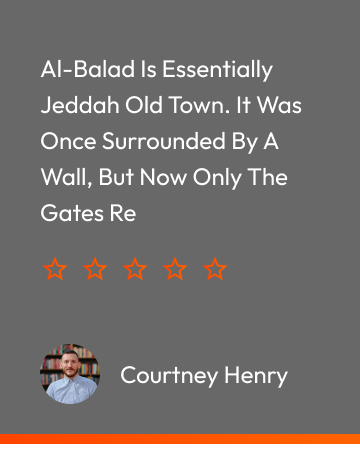 Al-Balad Is Essentially
Jeddah Old Town. It Was
Once Surrounded By A
Wall, But Now Only The
Gates Re
Courtney Henry